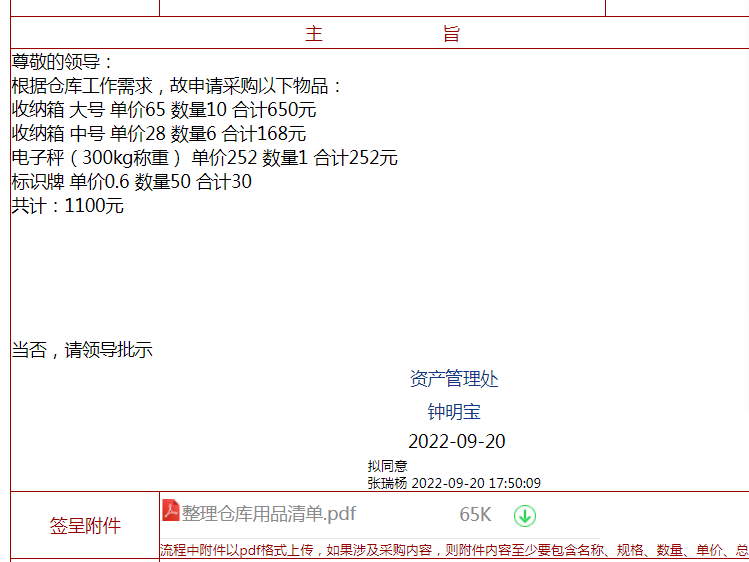 主 旨
尊敬的领导：
根据仓库工作需求，故申请采购以下物品：
收纳箱 大号 单价65 数量10 合计650元
收纳箱 中号 单价28 数量6 合计168元
电子秤（300kg称重） 单价252 数量1 合计252元
标识牌 单价0.6 数量50 合计30
共计：1100元
当否，请领导批示
资产管理处
钟明宝
2022-09-20
拟同意
张瑞杨 2022-09-20 17:50:09
签呈附件
整理仓库用品清单.pdf 65K
流程中附件以pdf格式上传，如果涉及采购内容，则附件内容至少要包含名称、规格、数量、单价、总